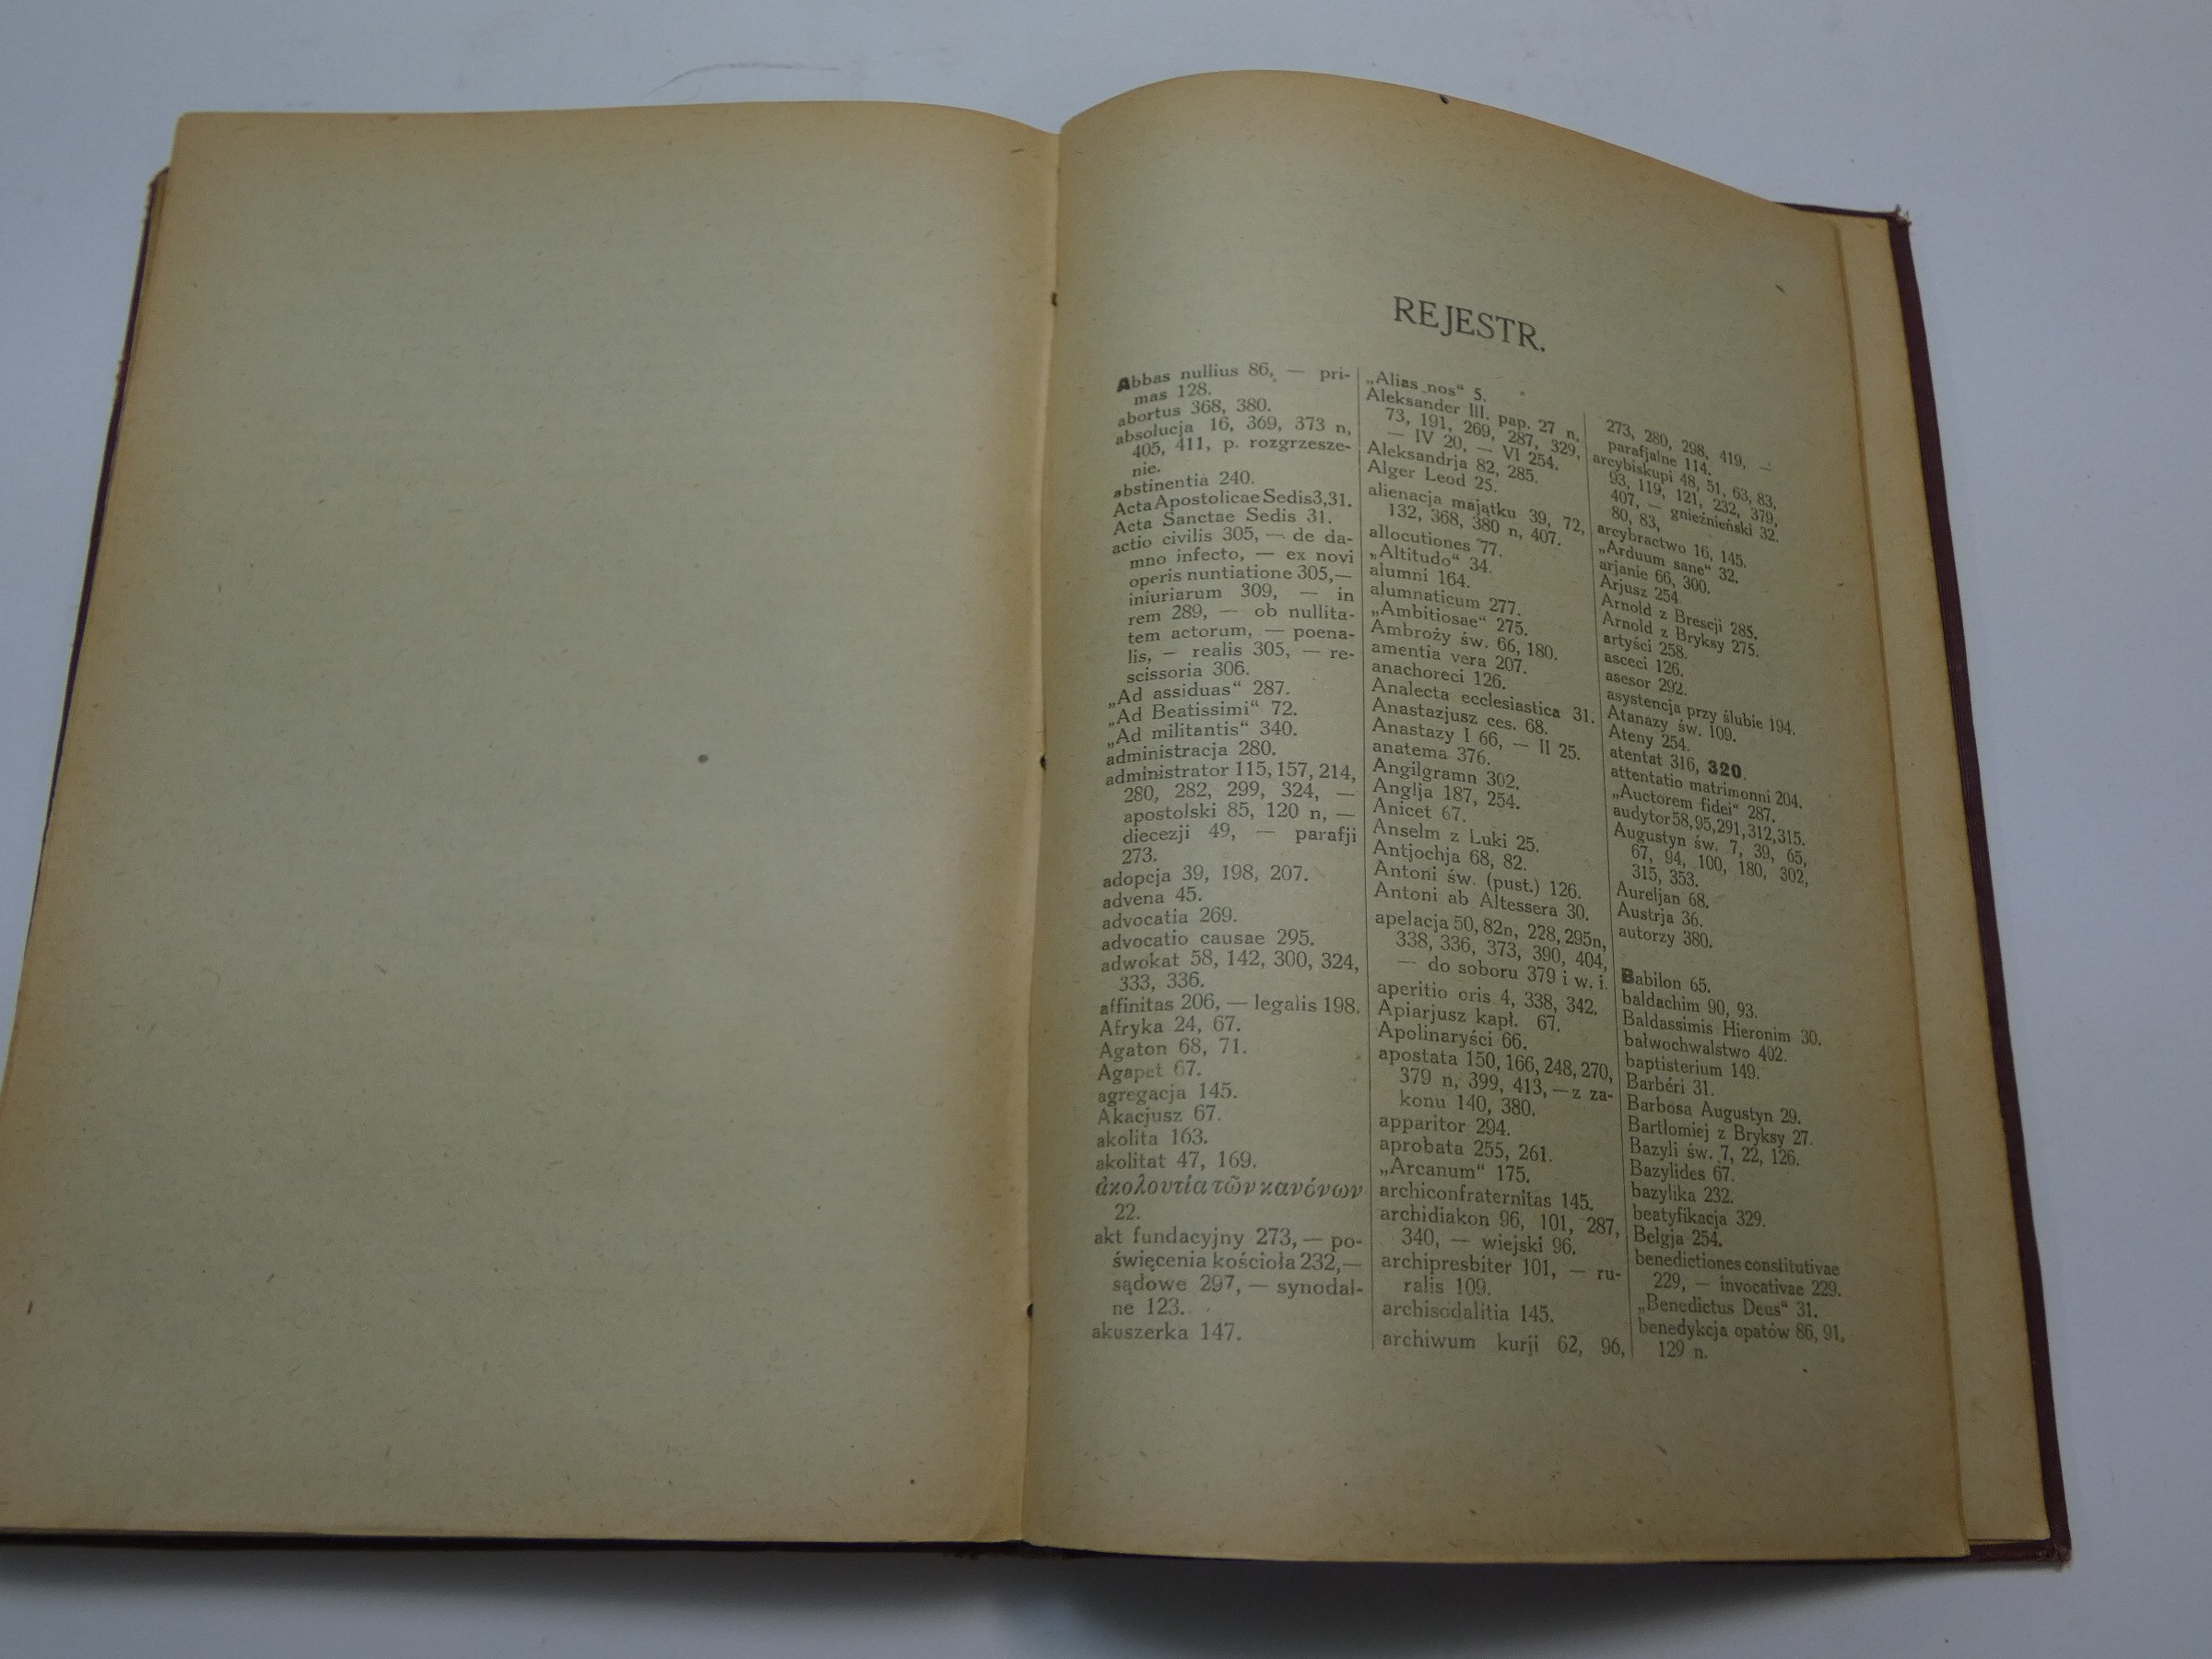 REJESTR.
Abbas nullius 86, — pri-
mas 128.
abortus 368, 380.
absolucja 16, 369, 373 n,
405, 411, p. rozgrzesze-
nie.
abstinentia 240.
Acta Apostolicae Sedis 3, 31.
Acta Sanctae Sedis 31.
actio civilis 305, — de da-
mno infecto, — ex novi
operis nuntiatione 305, —
iniuriarum 309, — in
rem 289, — ob nullita-
tem actorum, — poena-
lis, — realis 305, — re-
scissoria 306.
„Ad assiduas“ 287.
„Ad Beatissimi“ 72.
„Ad militantis“ 340.
administracja 280.
administrator 115, 157, 214,
280, 282, 299, 324, —
apostolski 85, 120 n, —
diecezji 49, — parafji
273.
adopcja 39, 198, 207.
advena 45.
advocatia 269.
advocatio causae 295.
adwokat 58, 142, 300, 324,
333, 336.
affinitas 206, — legalis 198.
Afryka 24, 67.
Agaton 68, 71.
Agapet 67.
agregacja 145.
Akacjusz 67.
akolita 163.
akolitat 47, 169.
ἀκολουτία τῶν κανόνων
22.
akt fundacyjny 273, — po-
święcenia kościoła 232, —
sądowe 297, — synodal-
ne 123.
akuszerka 147.
„Alias nos“ 5.
Aleksander III. pap. 27 n,
73, 191, 269, 287, 329,
— IV 20, — VI 254.
Aleksandrja 82, 285.
Alger Leod 25.
alienacja majątku 39, 72,
132, 368, 380 n, 407.
allocutiones 77.
„Altitudo“ 34.
alumni 164.
alumnaticum 277.
„Ambitiosae“ 275.
Ambroży św. 66, 180.
amentia vera 207.
anachoreci 126.
Analecta ecclesiastica 31.
Anastazjusz ces. 68.
Anastazy I 66, — II 25.
anatema 376.
Angilgramn 302.
Anglja 187, 254.
Anicet 67.
Anselm z Luki 25.
Antjochja 68, 82.
Antoni św. (pust.) 126.
Antoni ab Altessera 30.
apelacja 50, 82n, 228, 295n,
338, 336, 373, 390, 404,
— do soboru 379 i w. i.
aperitio oris 4, 338, 342.
Apiarjusz kapł. 67.
Apolinaryści 66.
apostata 150, 166, 248, 270,
379 n, 399, 413, — z za-
konu 140, 380.
apparitor 294.
aprobata 255, 261.
„Arcanum“ 175.
archiconfraternitas 145.
archidiakon 96, 101, 287,
340, — wiejski 96.
archipresbiter 101, — ru-
ralis 109.
archisodalitia 145.
archiwum kurji 62, 96,
273, 280, 298, 419, —
parafjalne 114.
arcybiskupi 48, 51, 63, 83,
93, 119, 121, 232, 379,
407, — gnieźnieński 32.
80, 83,
arcybractwo 16, 145.
„Arduum sane“ 32.
arjanie 66, 300.
Arjusz 254.
Arnold z Brescji 285.
Arnold z Bryksy 275.
artyści 258.
asceci 126.
asesor 292.
asystencja przy ślubie 194.
Atanazy św. 109.
Ateny 254.
atentat 316, 320.
attentatio matrimonni 204.
„Auctorem fidei“ 287.
audytor 58, 95, 291, 312, 315.
Augustyn św. 7, 39, 65,
67, 94, 100, 180, 302,
315, 353.
Aureljan 68.
Austrja 36.
autorzy 380.
Babilon 65.
baldachim 90, 93.
Baldassimis Hieronim 30.
bałwochwalstwo 402.
baptisterium 149.
Barbéri 31.
Barbosa Augustyn 29.
Bartłomiej z Bryksy 27.
Bazyli św. 7, 22, 126.
Bazylides 67.
bazylika 232.
beatyfikacja 329.
Belgja 254.
benedictiones constitutivae
229, — invocativae 229.
„Benedictus Deus“ 31.
benedykcja opatów 86, 91,
129 n.